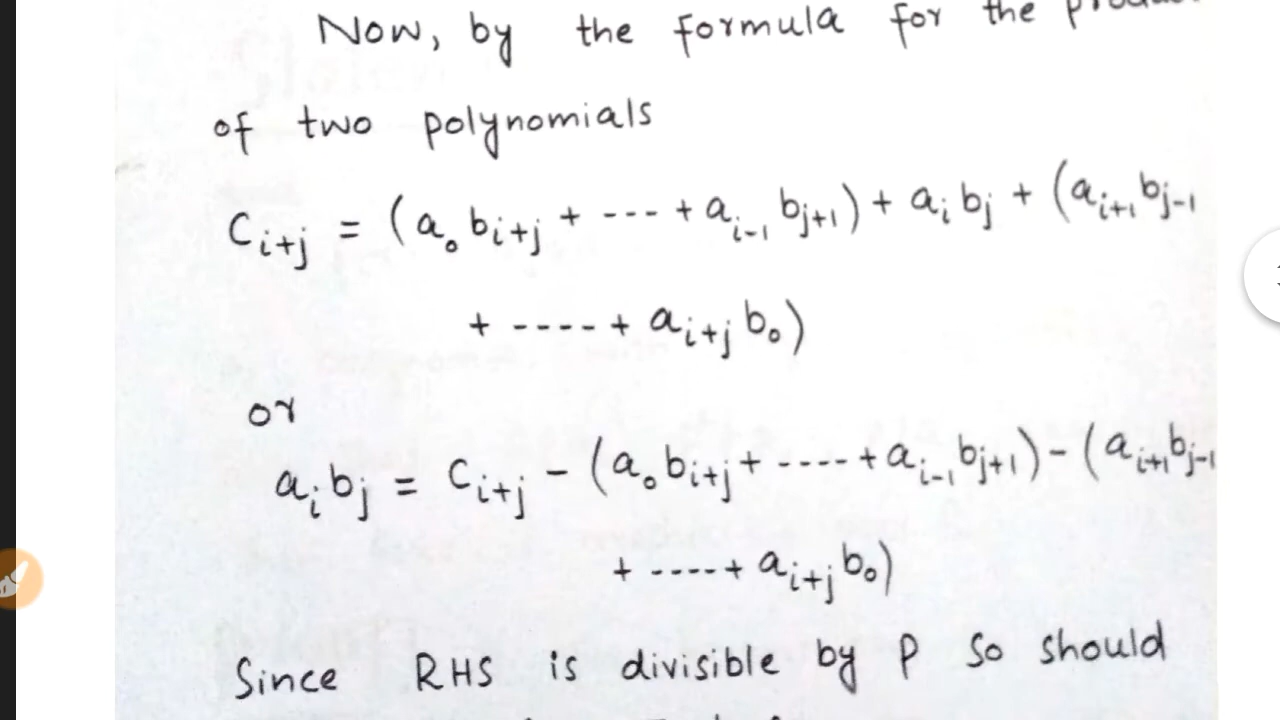 Now, by the formula for the product
of two polynomials
C_{i+j} = (a_0 b_{i+j} + --- + a_{i-1} b_{j+1}) + a_i b_j + (a_{i+1} b_{j-1}
+ ---- + a_{i+j} b_0)
or
a_i b_j = C_{i+j} - (a_0 b_{i+j} + ---- + a_{i-1} b_{j+1}) - (a_{i+1} b_{j-1}
+ ---- + a_{i+j} b_0)
Since RHS is divisible by P so should